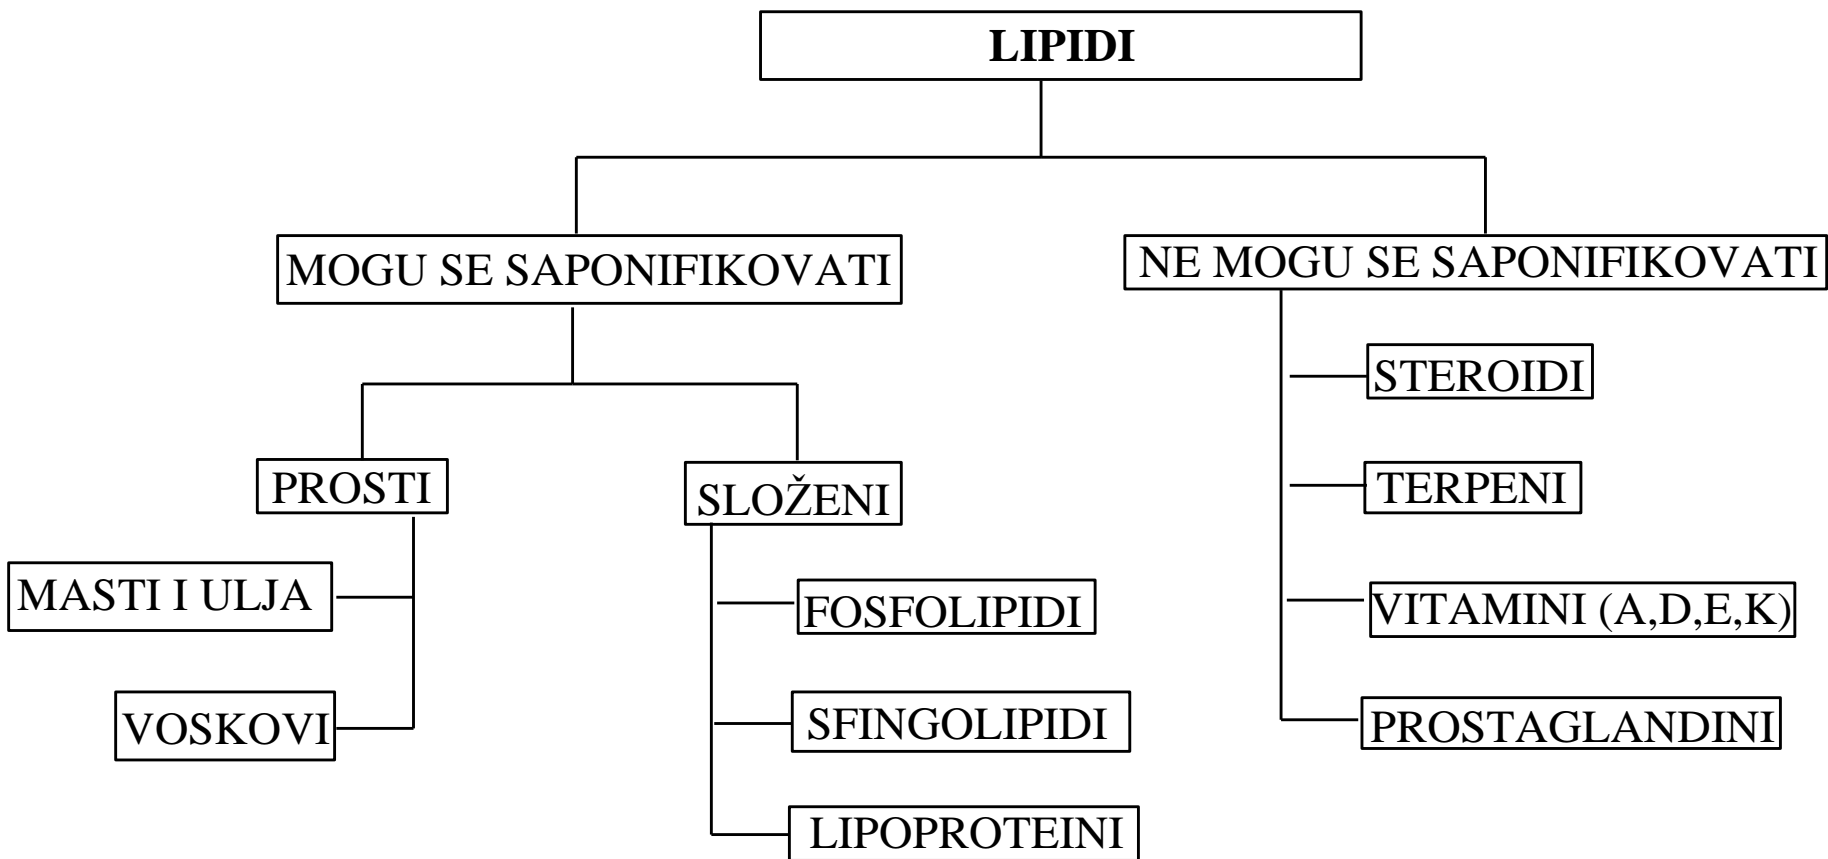 LIPIDI
MOGU SE SAPONIFIKOVATI
NE MOGU SE SAPONIFIKOVATI
PROSTI
SLOŽENI
MASTI I ULJA
VOSKOVI
FOSFOLIPIDI
SFINGOLIPIDI
LIPOPROTEINI
STEROIDI
TERPENI
VITAMINI (A,D,E,K)
PROSTAGLANDINI